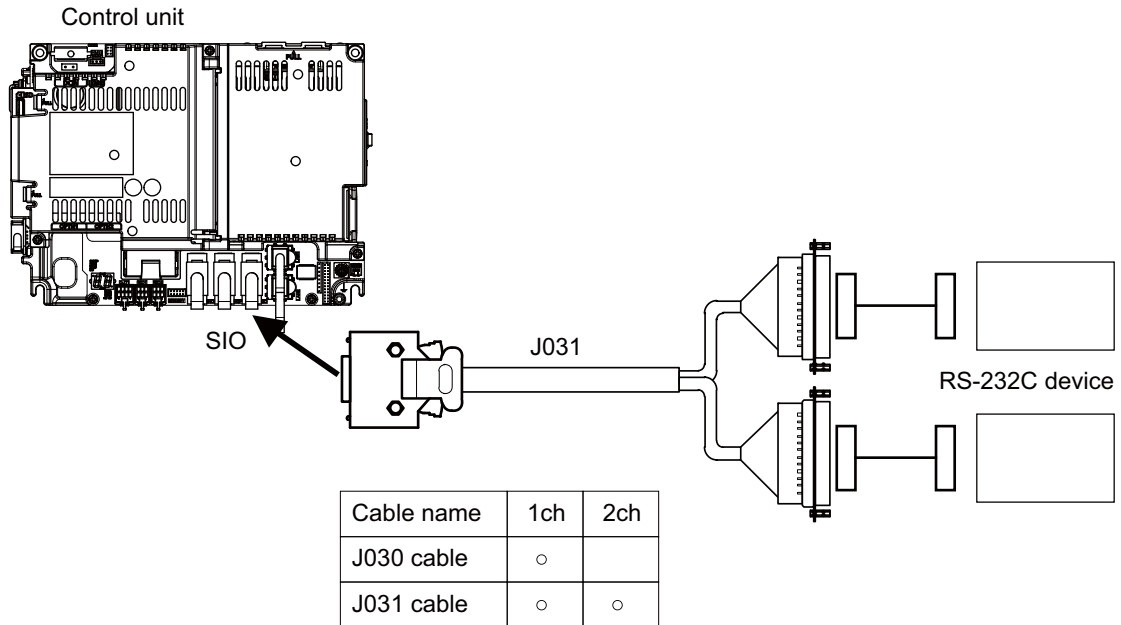 Control unit
SIO
J031
RS-232C device
Cable name 1ch 2ch
J030 cable ○
J031 cable ○ ○